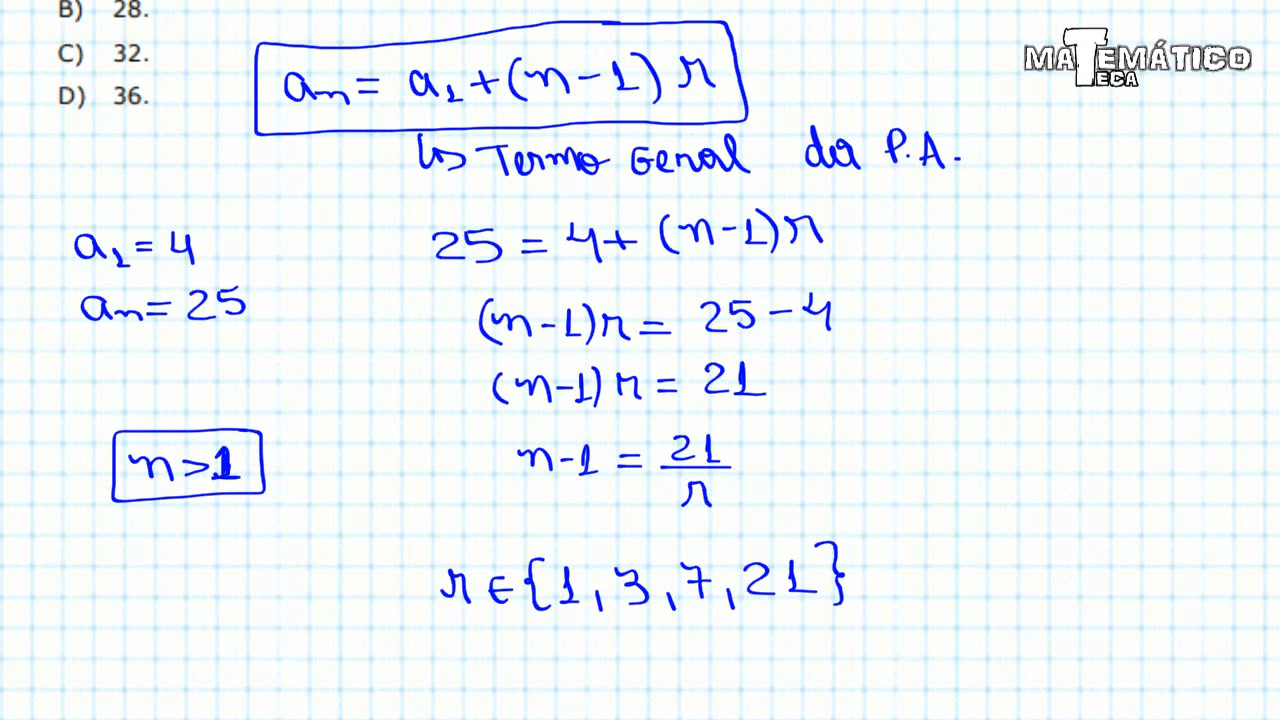 B) 28.
C) 32.
D) 36.
MATEMÁTICO
TECA
an = a1 + (n - 1) r
↳ Termo Geral da P.A.
a1 = 4
an = 25
25 = 4 + (n - 1) r
(n - 1) r = 25 - 4
(n - 1) r = 21
n - 1 = 21/r
n > 1
r ∈ {1, 3, 7, 21}